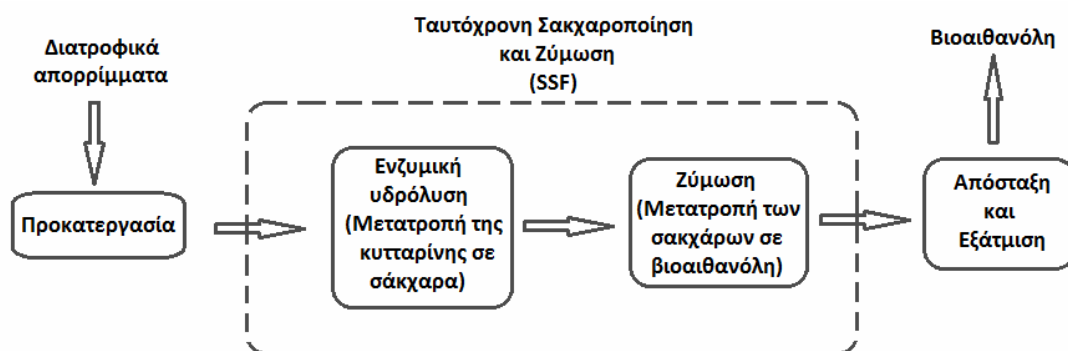 Διατροφικά
απορρίμματα
Προκατεργασία
Ταυτόχρονη Σακχαροποίηση
και Ζύμωση
(SSF)
Ενζυμική
υδρόλυση
(Μετατροπή της
κυτταρίνης σε
σάκχαρα)
Ζύμωση
(Μετατροπή των
σακχάρων σε
βιοαιθανόλη)
Βιοαιθανόλη
Απόσταξη
και
Εξάτμιση